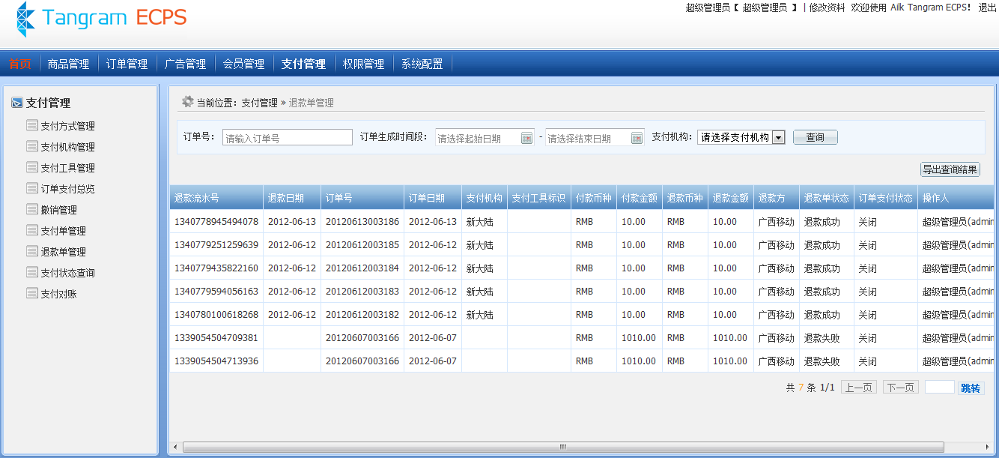 Tangram ECPS
超级管理员【 超级管理员 】 | 修改资料 欢迎使用 Ailk Tangram ECPS! 退出
首页 商品管理 订单管理 广告管理 会员管理 支付管理 权限管理 系统配置
支付管理
支付方式管理
支付机构管理
支付工具管理
订单支付总览
撤销管理
支付单管理
退款单管理
支付状态查询
支付对账
当前位置: 支付管理 » 退款单管理
订单号: 请输入订单号 订单生成时间段: 请选择起始日期 - 请选择结束日期 支付机构: 请选择支付机构 查询
导出查询结果
退款流水号 退款日期 订单号 订单日期 支付机构 支付工具标识 付款币种 付款金额 退款币种 退款金额 退款方 退款单状态 订单支付状态 操作人
1340778945494078 2012-06-13 20120613003186 2012-06-13 新大陆 RMB 10.00 RMB 10.00 广西移动 退款成功 关闭 超级管理员(admin
1340779251259639 2012-06-12 20120612003185 2012-06-12 新大陆 RMB 10.00 RMB 10.00 广西移动 退款成功 关闭 超级管理员(admin
1340779435822160 2012-06-12 20120612003184 2012-06-12 新大陆 RMB 10.00 RMB 10.00 广西移动 退款成功 关闭 超级管理员(admin
1340779594056163 2012-06-12 20120612003183 2012-06-12 新大陆 RMB 10.00 RMB 10.00 广西移动 退款成功 关闭 超级管理员(admin
1340780100618268 2012-06-12 20120612003182 2012-06-12 新大陆 RMB 10.00 RMB 10.00 广西移动 退款成功 关闭 超级管理员(admin
1339054504709381 20120607003166 2012-06-07 RMB 1010.00 RMB 1010.00 广西移动 退款失败 关闭 超级管理员(admin
1339054504713936 20120607003166 2012-06-07 RMB 1010.00 RMB 1010.00 广西移动 退款失败 关闭 超级管理员(admin
共 7 条 1/1 上一页 下一页 跳转